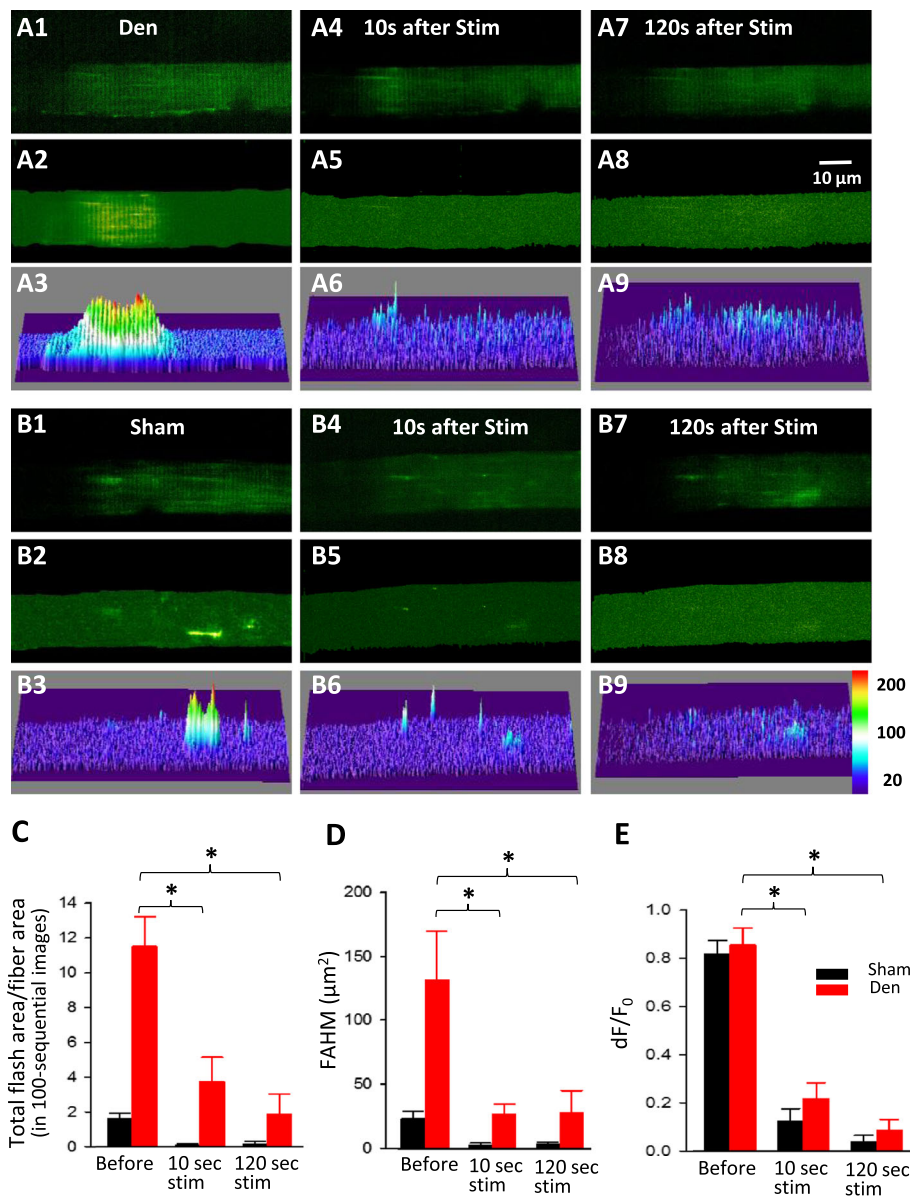 A1 Den
A4 10s after Stim
A7 120s after Stim
A2
A5
A8
10 µm
A3
A6
A9
B1 Sham
B4 10s after Stim
B7 120s after Stim
B2
B5
B8
B3
B6
B9
200
100
20
C
Total flash area/fiber area
(in 100-sequential images)
14
12
10
8
6
4
2
0
*
*
Before
10 sec
stim
120 sec
stim
D
FAHM (µm²)
200
150
100
50
0
*
*
Before
10 sec
stim
120 sec
stim
E
dF/F₀
1.0
0.8
0.6
0.4
0.2
0.0
*
*
Sham
Den
Before
10 sec
stim
120 sec
stim